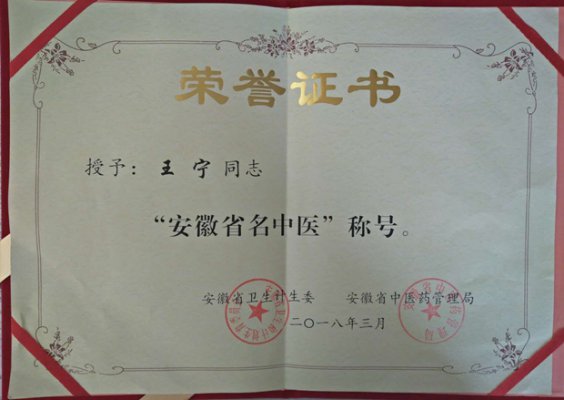 荣誉证书
授予：王宁同志
“安徽省名中医”称号。
安徽省卫生计生委 安徽省中医药管理局
二〇一八年三月